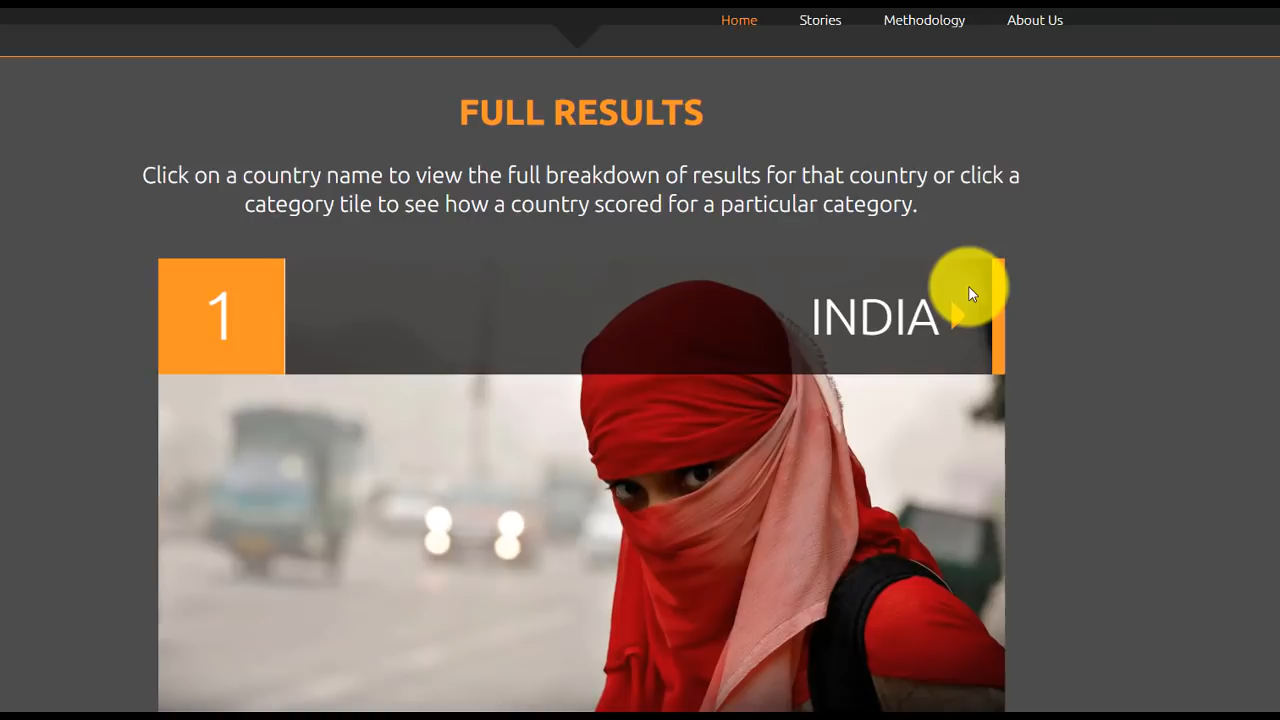 Home Stories Methodology About Us
FULL RESULTS
Click on a country name to view the full breakdown of results for that country or click a
category tile to see how a country scored for a particular category.
1 INDIA